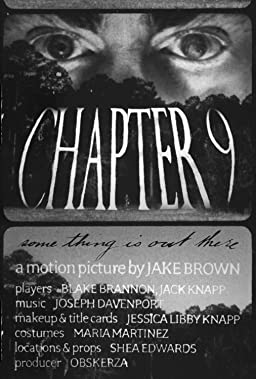 CHAPTER 9
some thing is out there
a motion picture by JAKE BROWN
players BLAKE BRANNON, JACK KNAPP
music JOSEPH DAVENPORT
makeup & title cards JESSICA LIBBY KNAPP
costumes MARIA MARTINEZ
locations & props SHEA EDWARDS
producer OBSKERZA